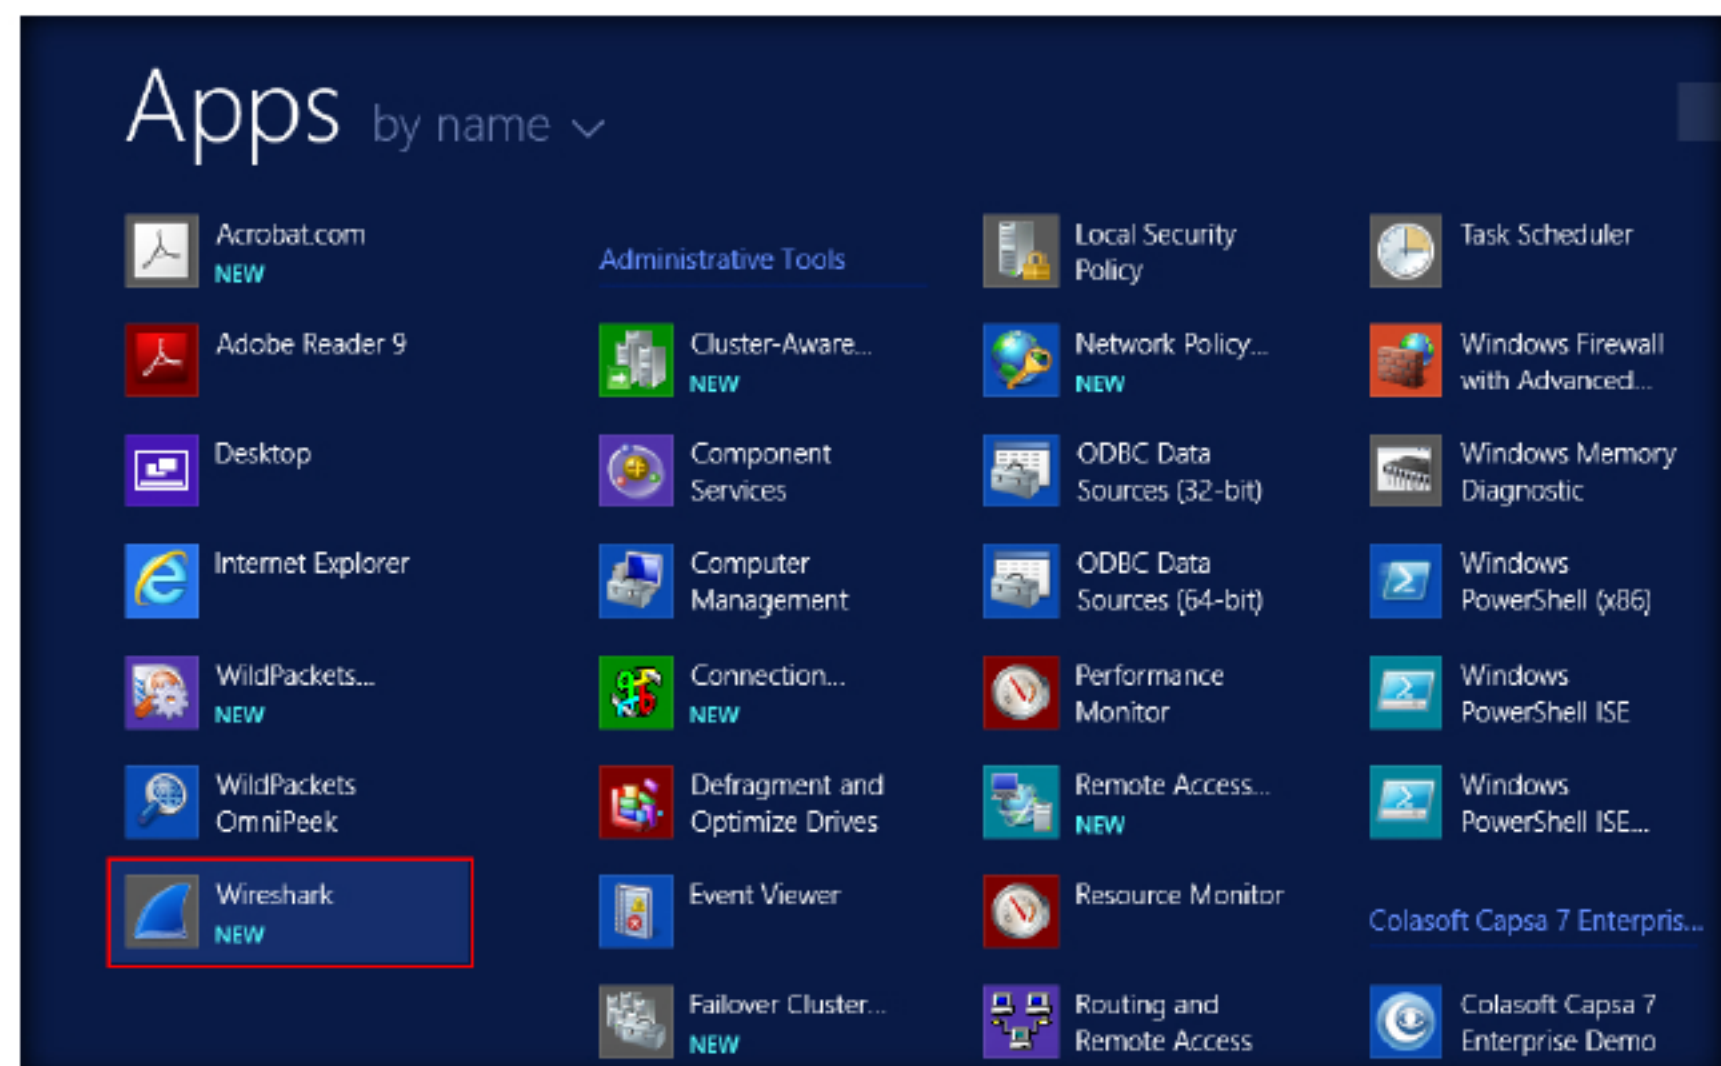 Apps by name
Acrobat.com
NEW
Adobe Reader 9
Desktop
Internet Explorer
WildPackets...
NEW
WildPackets
OmniPeek
Wireshark
NEW
Administrative Tools
Cluster-Aware...
NEW
Component
Services
Computer
Management
Connection...
NEW
Defragment and
Optimize Drives
Event Viewer
Failover Cluster...
NEW
Local Security
Policy
Network Policy...
NEW
ODBC Data
Sources (32-bit)
ODBC Data
Sources (64-bit)
Performance
Monitor
Remote Access...
NEW
Resource Monitor
Routing and
Remote Access
Task Scheduler
Windows Firewall
with Advanced...
Windows Memory
Diagnostic
Windows
PowerShell (x86)
Windows
PowerShell ISE
Windows
PowerShell ISE...
Colasoft Capsa 7 Enterpris...
Colasoft Capsa 7
Enterprise Demo